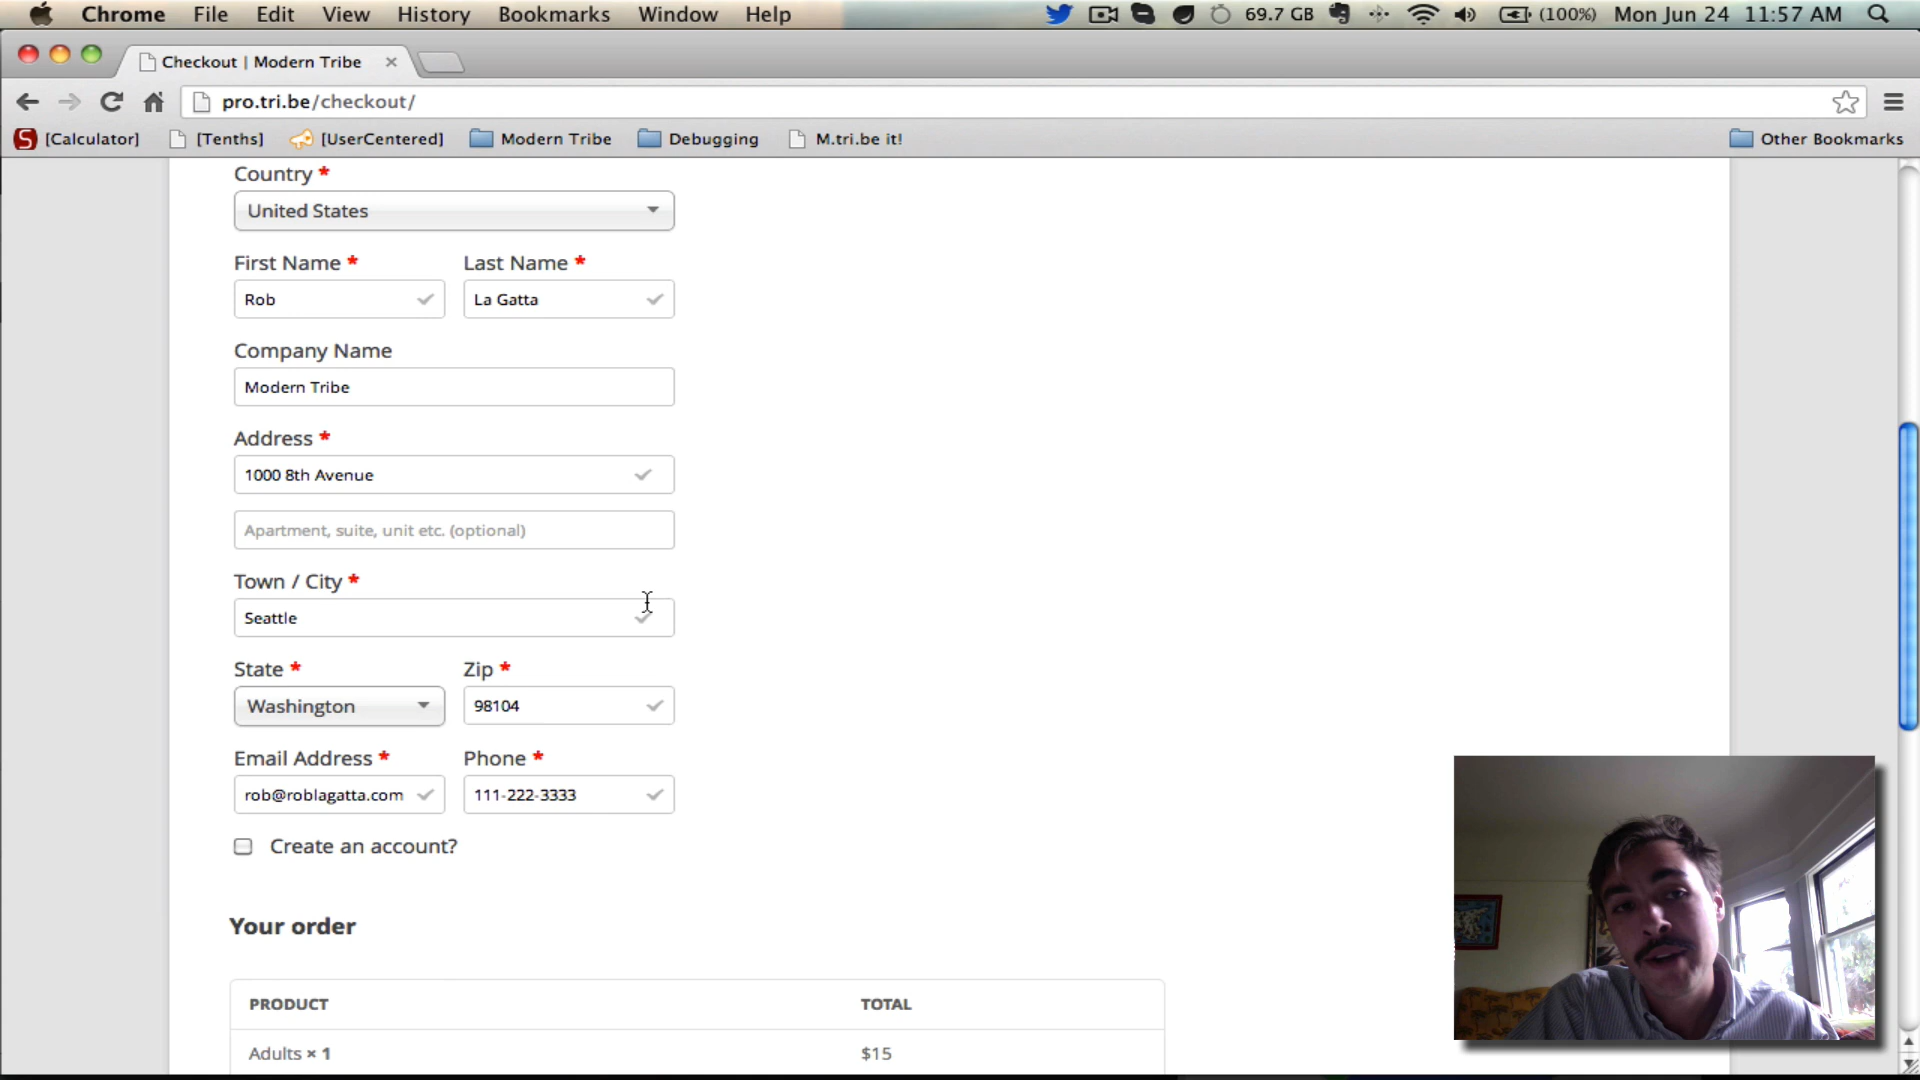 Chrome File Edit View History Bookmarks Window Help 69.7 GB (100%) Mon Jun 24 11:57 AM
Checkout | Modern Tribe
pro.tri.be/checkout/
[Calculator] [Tenths] [UserCentered] Modern Tribe Debugging M.tri.be it! Other Bookmarks
Country *
United States
First Name * Last Name *
Rob La Gatta
Company Name
Modern Tribe
Address *
1000 8th Avenue
Apartment, suite, unit etc. (optional)
Town / City *
Seattle
State * Zip *
Washington 98104
Email Address * Phone *
rob@roblagatta.com 111-222-3333
Create an account?
Your order
PRODUCT TOTAL
Adults × 1 $15